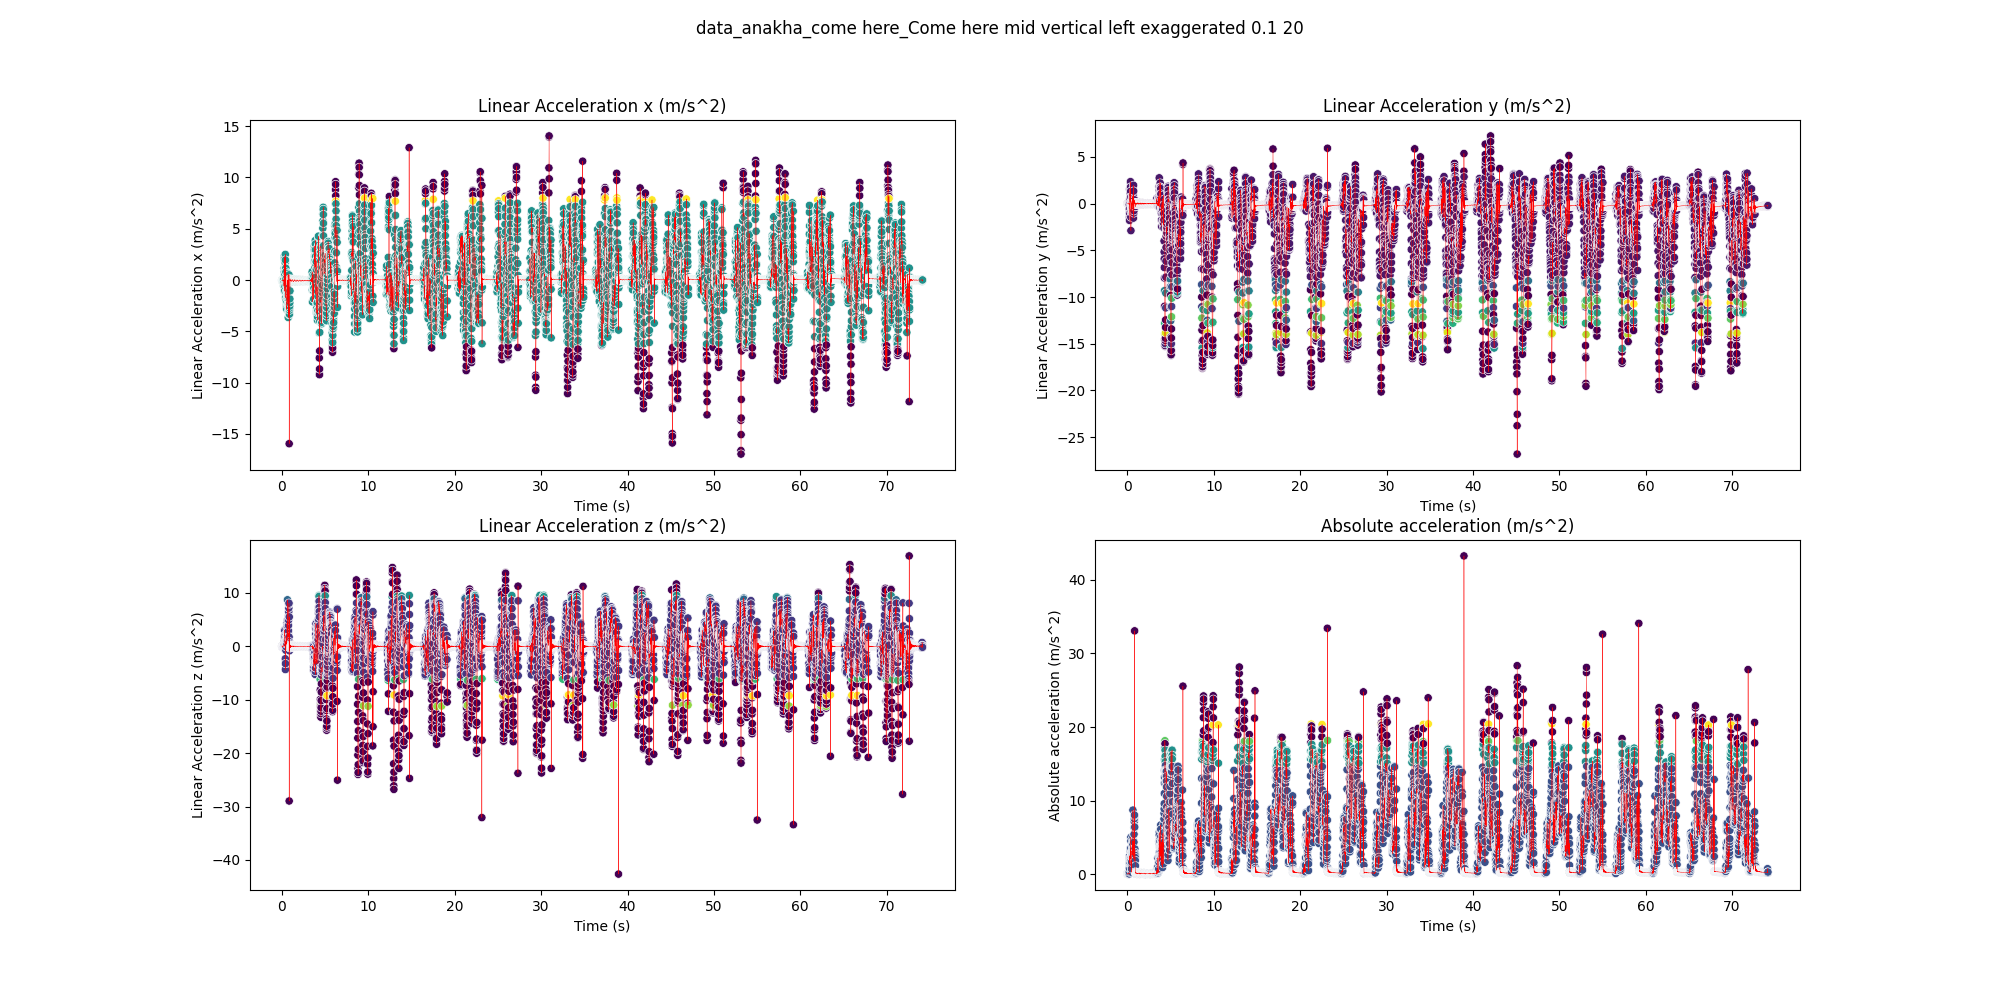 data_anakha_come here_Come here mid vertical left exaggerated 0.1 20
Linear Acceleration x (m/s^2)
Linear Acceleration x (m/s^2)
15
10
5
0
−5
−10
−15
0 10 20 30 40 50 60 70
Time (s)
Linear Acceleration y (m/s^2)
Linear Acceleration y (m/s^2)
5
0
−5
−10
−15
−20
−25
0 10 20 30 40 50 60 70
Time (s)
Linear Acceleration z (m/s^2)
Linear Acceleration z (m/s^2)
10
0
−10
−20
−30
−40
0 10 20 30 40 50 60 70
Time (s)
Absolute acceleration (m/s^2)
Absolute acceleration (m/s^2)
40
30
20
10
0
0 10 20 30 40 50 60 70
Time (s)